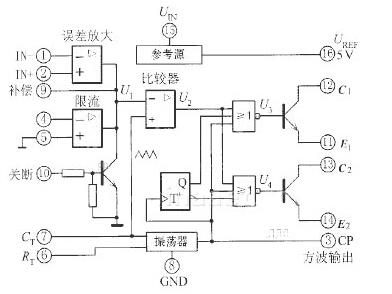 U_IN
⑮
参考源
U_REF
⑯ 5V
误差放大
IN- ①
IN+ ②
补偿 ⑨
- ▷
+
U_1
限流
④
⑤
- ▷
+
比较器
- ▷
+
U_2
关断 ⑩
≥1
U_3
⑫ C_1
⑪ E_1
Q
T
≥1
U_4
⑬ C_2
⑭ E_2
C_T ⑦
R_T ⑥
振荡器
③ CP
方波输出
⑧
GND